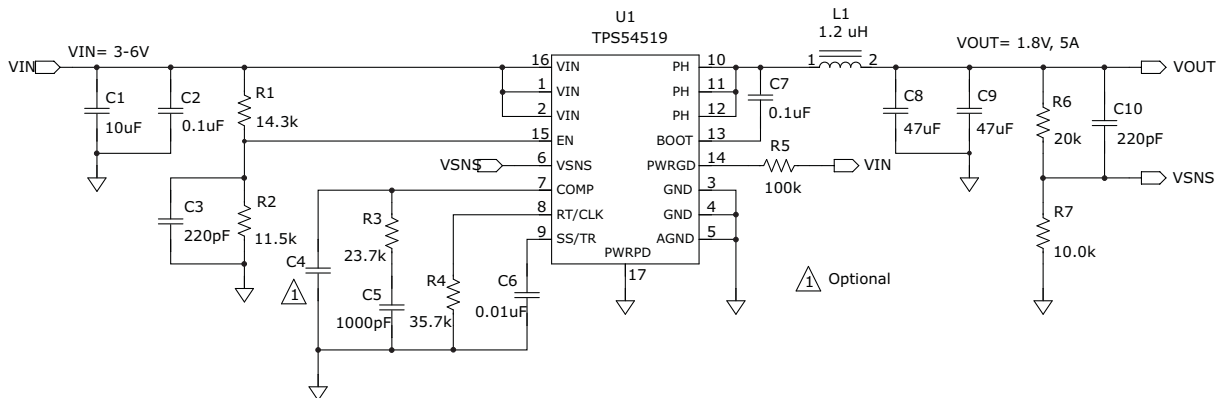 U1
TPS54519
L1
1.2 uH
VIN= 3-6V
VOUT= 1.8V, 5A
VIN
C1
10uF
C2
0.1uF
R1
14.3k
16
1
2
15
6
7
8
9
VIN
VIN
VIN
EN
VSNS
COMP
RT/CLK
SS/TR
PWRPD
17
PH
PH
PH
BOOT
PWRGD
GND
GND
AGND
10
11
12
13
14
3
4
5
C7
0.1uF
1
2
R5
100k
VIN
C8
47uF
C9
47uF
R6
20k
C10
220pF
VOUT
VSNS
R7
10.0k
VSNS
C3
220pF
R2
11.5k
C4
1
R3
23.7k
C5
1000pF
R4
35.7k
C6
0.01uF
1 Optional